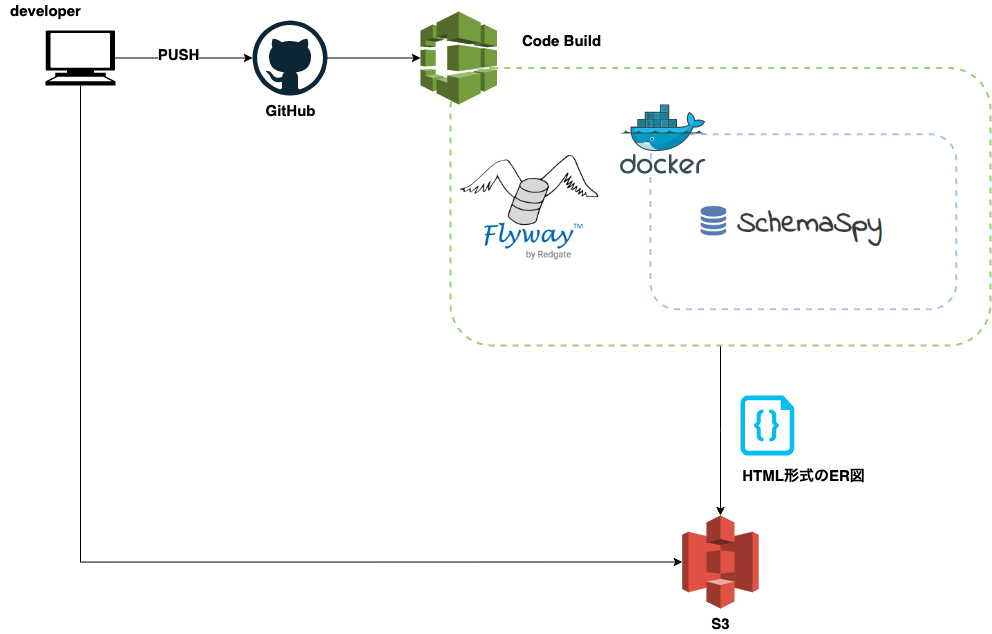 developer
PUSH
GitHub
Code Build
docker
Flyway™
by Redgate
SchemaSpy
{}
HTML形式のER図
S3